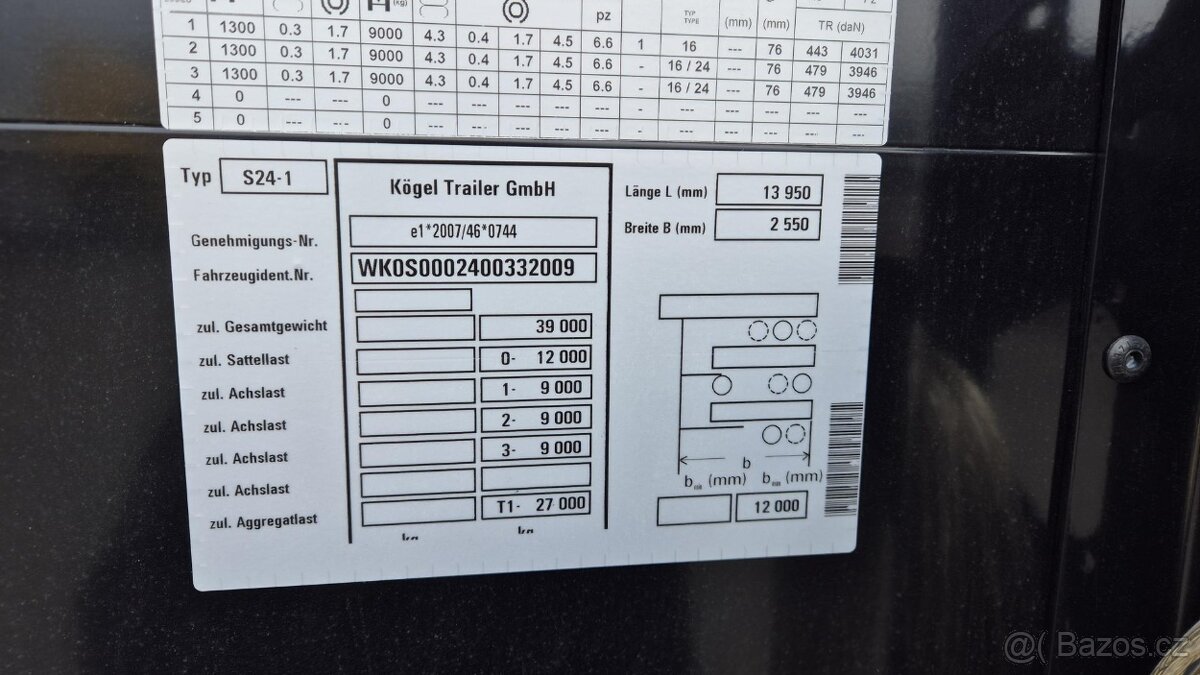 (kg) pz TYP TYPE (mm) (mm) TR (daN)
1 1300 0.3 1.7 9000 4.3 0.4 1.7 4.5 6.6 1 16 --- 76 443 4031
2 1300 0.3 1.7 9000 4.3 0.4 1.7 4.5 6.6 - 16 / 24 --- 76 479 3946
3 1300 0.3 1.7 9000 4.3 0.4 1.7 4.5 6.6 - 16 / 24 --- 76 479 3946
4 0 --- --- 0 --- --- --- --- --- - --- --- --- --- ---
5 0 --- --- 0 --- --- --- --- --- - --- --- --- --- ---
Typ S24-1
Kögel Trailer GmbH
Länge L (mm) 13 950
Breite B (mm) 2 550
Genehmigungs-Nr. e1*2007/46*0744
Fahrzeugident.Nr. WK0S0002400332009
zul. Gesamtgewicht 39 000
zul. Sattellast 0- 12 000
zul. Achslast 1- 9 000
zul. Achslast 2- 9 000
zul. Achslast 3- 9 000
zul. Achslast
zul. Aggregatlast T1- 27 000
kg kg
b
b (mm) b (mm)
12 000
@( Bazos.cz